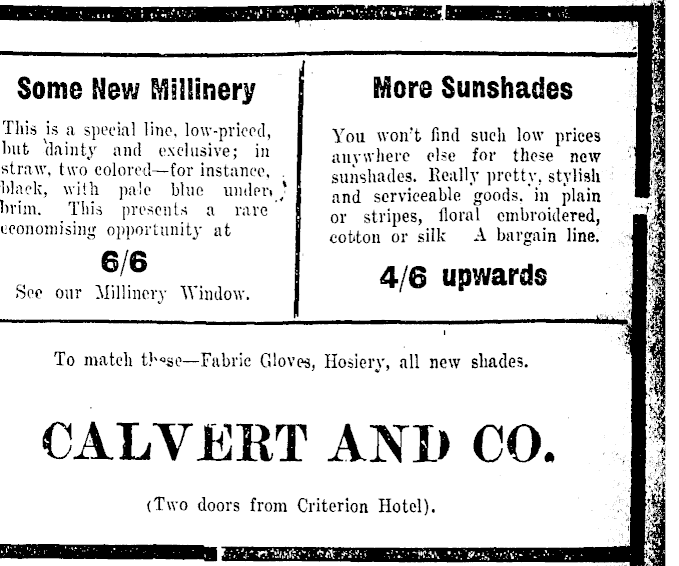 Some New Millinery
This is a special line, low-priced,
but dainty and exclusive; in
straw, two colored—for instance,
black, with pale blue under
brim. This presents a rare
economising opportunity at
6/6
See our Millinery Window.
More Sunshades
You won't find such low prices
anywhere else for these new
sunshades. Really pretty, stylish
and serviceable goods. in plain
or stripes, floral embroidered,
cotton or silk A bargain line.
4/6 upwards
To match these—Fabric Gloves, Hosiery, all new shades.
CALVERT AND CO.
(Two doors from Criterion Hotel).